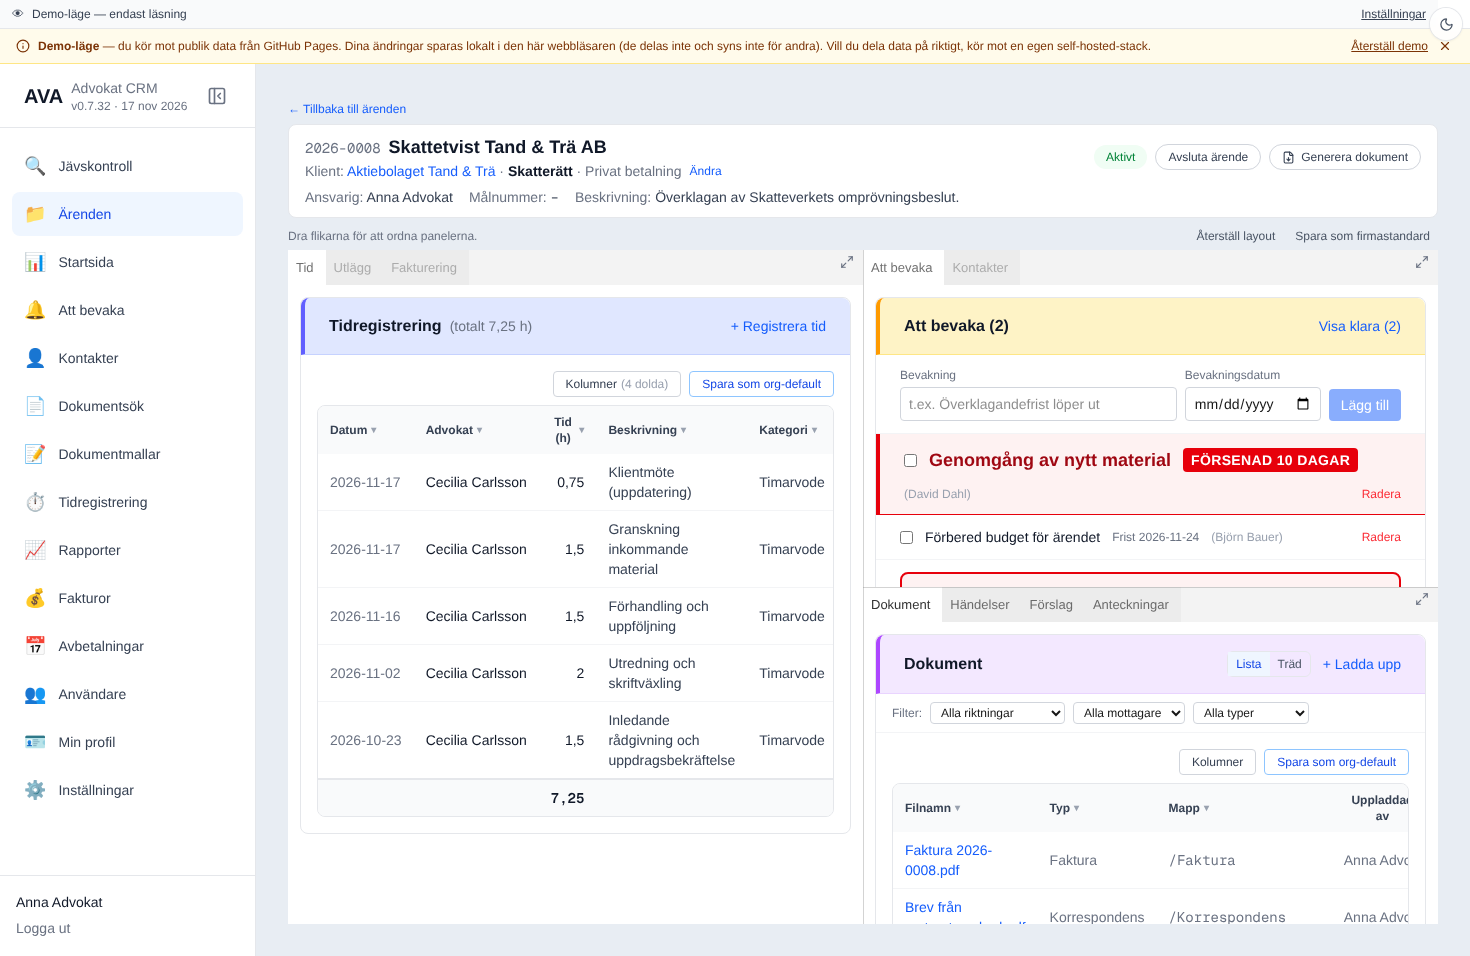 Demo-läge — endast läsning
Inställningar
Demo-läge — du kör mot publik data från GitHub Pages. Dina ändringar sparas lokalt i den här webbläsaren (de delas inte och syns inte för andra). Vill du dela data på riktigt, kör mot en egen self-hosted-stack.
Återställ demo
AVA
Advokat CRM
v0.7.32 · 17 nov 2026
Jävskontroll
Ärenden
Startsida
Att bevaka
Kontakter
Dokumentsök
Dokumentmallar
Tidregistrering
Rapporter
Fakturor
Avbetalningar
Användare
Min profil
Inställningar
Anna Advokat
Logga ut
← Tillbaka till ärenden
2026-0008 Skattetvist Tand & Trä AB
Klient: Aktiebolaget Tand & Trä · Skatterätt · Privat betalning Ändra
Ansvarig: Anna Advokat Målnummer: – Beskrivning: Överklagan av Skatteverkets omprövningsbeslut.
Aktivt
Avsluta ärende
Generera dokument
Dra flikarna för att ordna panelerna.
Återställ layout
Spara som firmastandard
Tid Utlägg Fakturering
Tidregistrering (totalt 7,25 h)
+ Registrera tid
Kolumner (4 dolda)
Spara som org-default
Datum Advokat Tid (h) Beskrivning Kategori
2026-11-17 Cecilia Carlsson 0,75 Klientmöte (uppdatering) Timarvode
2026-11-17 Cecilia Carlsson 1,5 Granskning inkommande material Timarvode
2026-11-16 Cecilia Carlsson 1,5 Förhandling och uppföljning Timarvode
2026-11-02 Cecilia Carlsson 2 Utredning och skriftväxling Timarvode
2026-10-23 Cecilia Carlsson 1,5 Inledande rådgivning och uppdragsbekräftelse Timarvode
7,25
Att bevaka Kontakter
Att bevaka (2)
Visa klara (2)
Bevakning
Bevakningsdatum
t.ex. Överklagandefrist löper ut
mm/dd/yyyy
Lägg till
Genomgång av nytt material FÖRSENAD 10 DAGAR
(David Dahl)
Radera
Förbered budget för ärendet Frist 2026-11-24 (Björn Bauer)
Radera
Dokument Händelser Förslag Anteckningar
Dokument
Lista Träd
+ Ladda upp
Filter: Alla riktningar Alla mottagare Alla typer
Kolumner
Spara som org-default
Filnamn Typ Mapp Uppladdad av
Faktura 2026-0008.pdf Faktura /Faktura Anna Advo
Brev från Korrespondens /Korrespondens Anna Advo